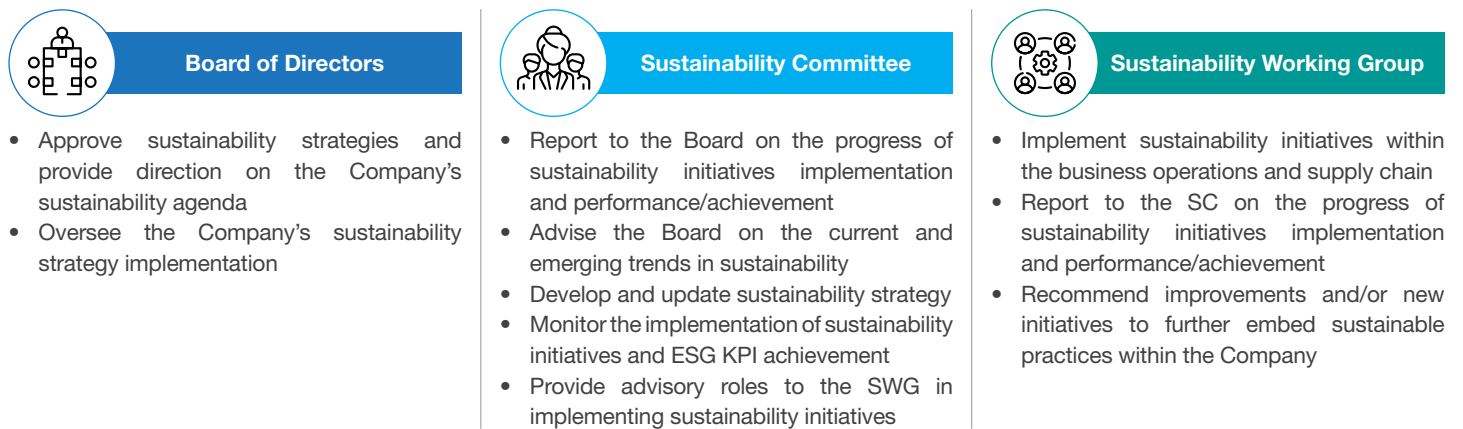 Board of Directors
• Approve sustainability strategies and
provide direction on the Company’s
sustainability agenda
• Oversee the Company’s sustainability
strategy implementation
Sustainability Committee
• Report to the Board on the progress of
sustainability initiatives implementation
and performance/achievement
• Advise the Board on the current and
emerging trends in sustainability
• Develop and update sustainability strategy
• Monitor the implementation of sustainability
initiatives and ESG KPI achievement
• Provide advisory roles to the SWG in
implementing sustainability initiatives
Sustainability Working Group
• Implement sustainability initiatives within
the business operations and supply chain
• Report to the SC on the progress of
sustainability initiatives implementation
and performance/achievement
• Recommend improvements and/or new
initiatives to further embed sustainable
practices within the Company